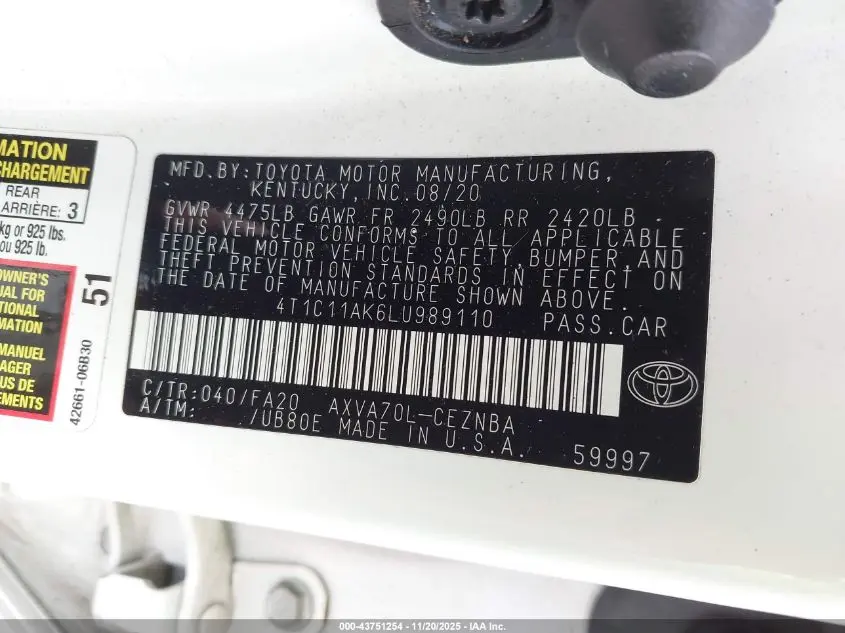 MATION
CHARGEMENT
REAR
ARRIÈRE: 3
kg or 925 lbs.
ou 925 lb.
OWNER'S
UAL FOR
TIONAL
RMATION
MANUEL
AGER
US DE
EMENTS
51
42661-06B30
MFD. BY: TOYOTA MOTOR MANUFACTURING,
KENTUCKY, INC. 08/20
GVWR 4475LB GAWR FR 2490LB RR 2420LB
THIS VEHICLE CONFORMS TO ALL APPLICABLE
FEDERAL MOTOR VEHICLE SAFETY, BUMPER, AND
THEFT PREVENTION STANDARDS IN EFFECT ON
THE DATE OF MANUFACTURE SHOWN ABOVE.
4T1C11AK6LU989110 PASS. CAR
C/TR: 040/FA20 AXVA70L-CEZNBA
A/TM: /UB80E MADE IN U.S.A.
59997
000-43751254 - 11/20/2025 - IAA Inc.